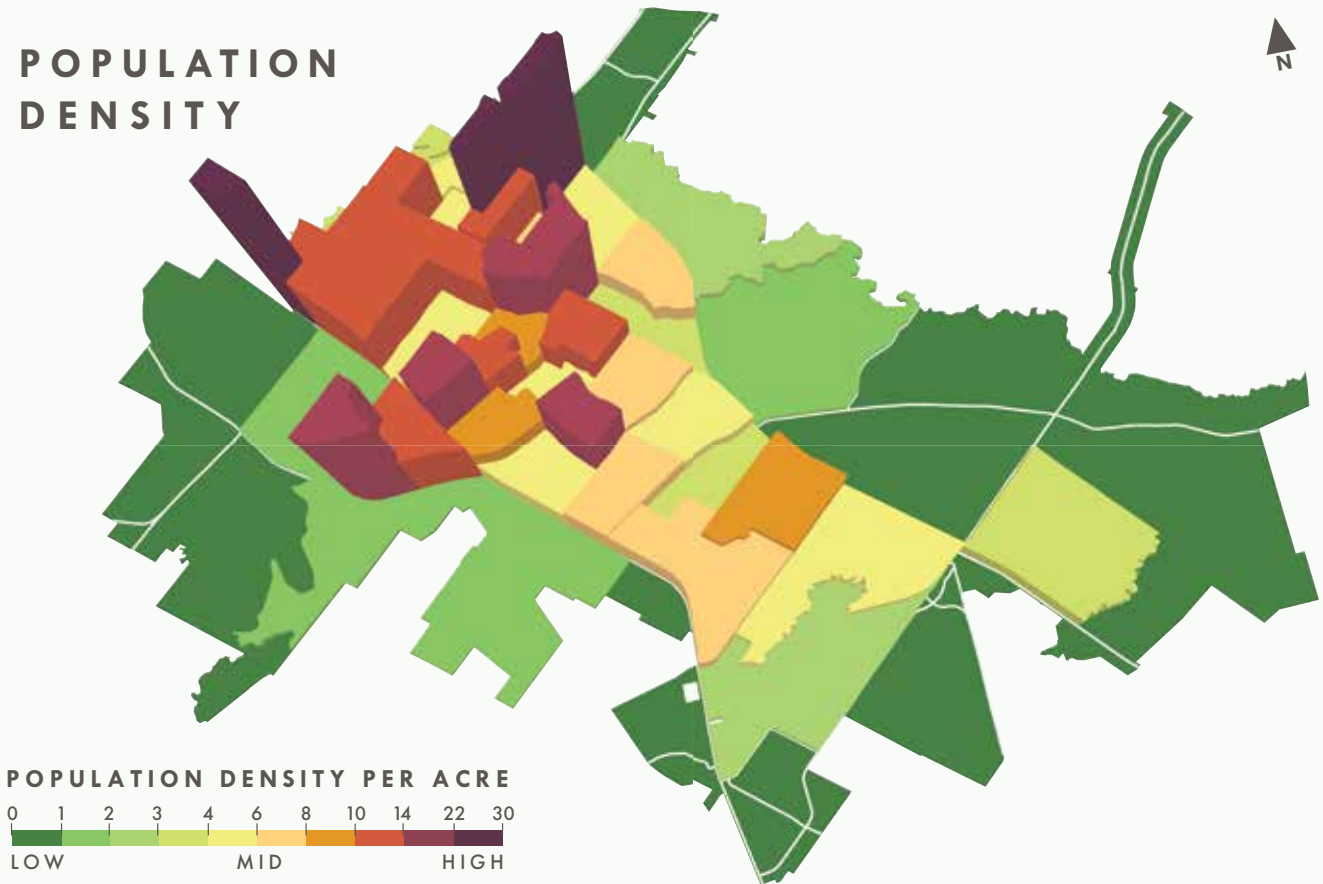 POPULATION
DENSITY
N
POPULATION DENSITY PER ACRE
0 1 2 3 4 6 8 10 14 22 30
LOW MID HIGH